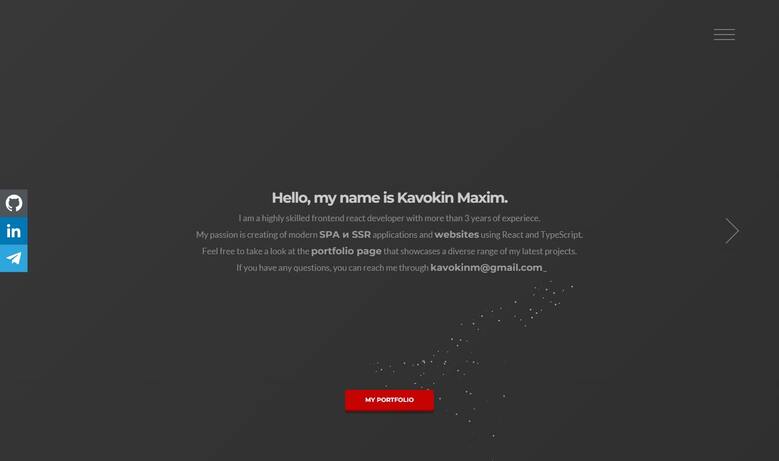 Hello, my name is Kavokin Maxim.
I am a highly skilled frontend react developer with more than 3 years of experiece.
My passion is creating of modern SPA и SSR applications and websites using React and TypeScript.
Feel free to take a look at the portfolio page that showcases a diverse range of my latest projects.
If you have any questions, you can reach me through kavokinm@gmail.com_
MY PORTFOLIO
in